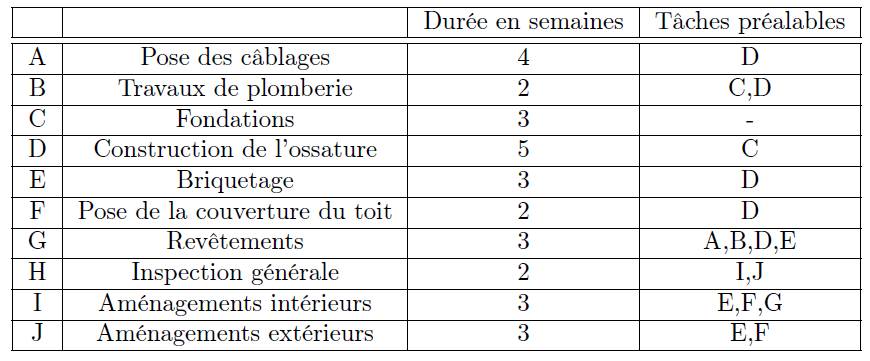 Durée en semaines Tâches préalables
A Pose des câblages 4 D
B Travaux de plomberie 2 C,D
C Fondations 3 -
D Construction de l'ossature 5 C
E Briquetage 3 D
F Pose de la couverture du toit 2 D
G Revêtements 3 A,B,D,E
H Inspection générale 2 I,J
I Aménagements intérieurs 3 E,F,G
J Aménagements extérieurs 3 E,F